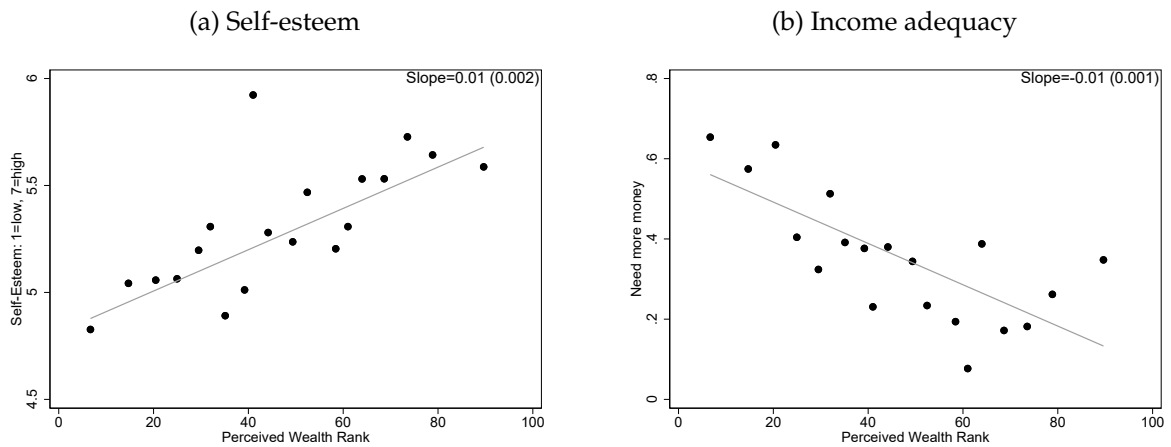 (a) Self-esteem
Slope=0.01 (0.002)
Self-Esteem: 1=low, 7=high
6
5.5
5
4.5
0 20 40 60 80 100
Perceived Wealth Rank
(b) Income adequacy
Slope=-0.01 (0.001)
Need more money
.8
.6
.4
.2
0
0 20 40 60 80 100
Perceived Wealth Rank